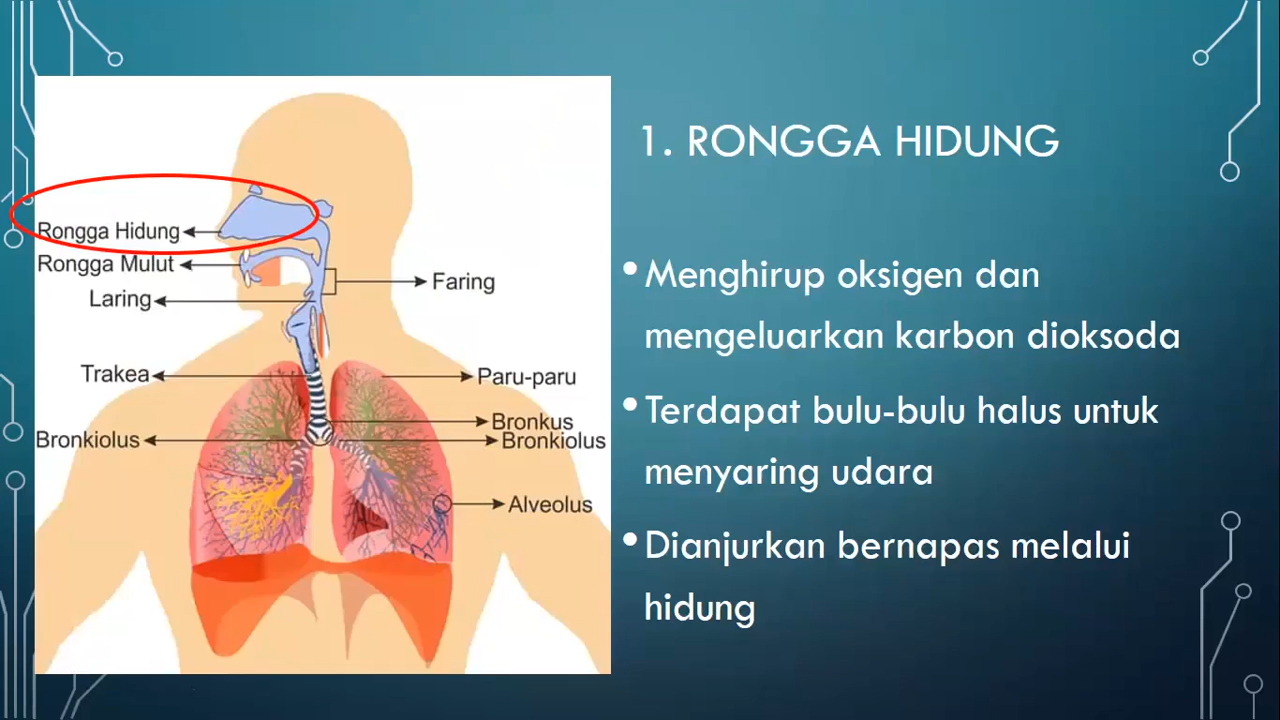 1. RONGGA HIDUNG
Rongga Hidung
Rongga Mulut
Laring
Faring
Trakea
Paru-paru
Bronkus
Bronkiolus
Bronkiolus
Alveolus
• Menghirup oksigen dan
mengeluarkan karbon dioksoda
• Terdapat bulu-bulu halus untuk
menyaring udara
• Dianjurkan bernapas melalui
hidung